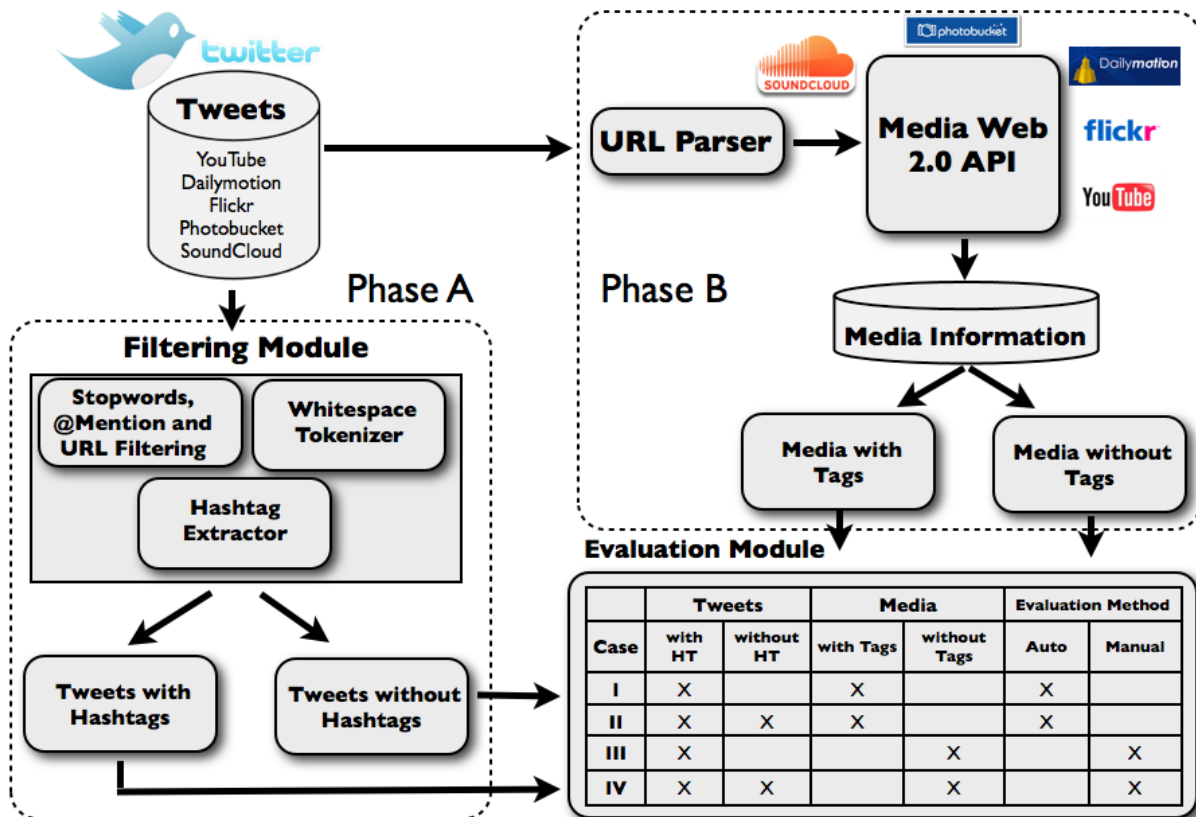 twitter
Tweets
YouTube
Dailymotion
Flickr
Photobucket
SoundCloud
Phase A
Filtering Module
Stopwords,
@Mention and
URL Filtering
Whitespace
Tokenizer
Hashtag
Extractor
Tweets with
Hashtags
Tweets without
Hashtags
photobucket
SOUNDCLOUD
Dailymotion
flickr
YouTube
URL Parser
Media Web
2.0 API
Phase B
Media Information
Media with
Tags
Media without
Tags
Evaluation Module
Tweets Media Evaluation Method
Case with HT without HT with Tags without Tags Auto Manual
I X X X
II X X X X
III X X X
IV X X X X